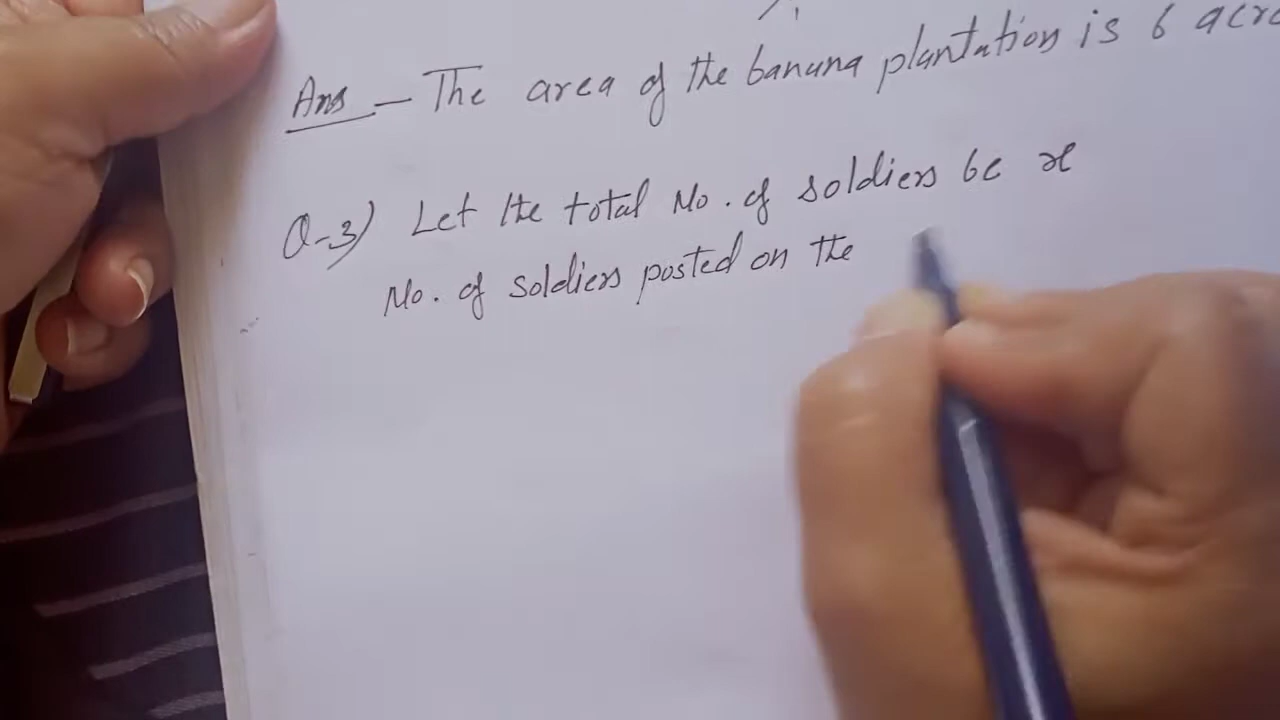 Ans - The area of the banana plantation is 6 acre
Q-3) Let the total No. of soldiers be x
No. of soldiers posted on the